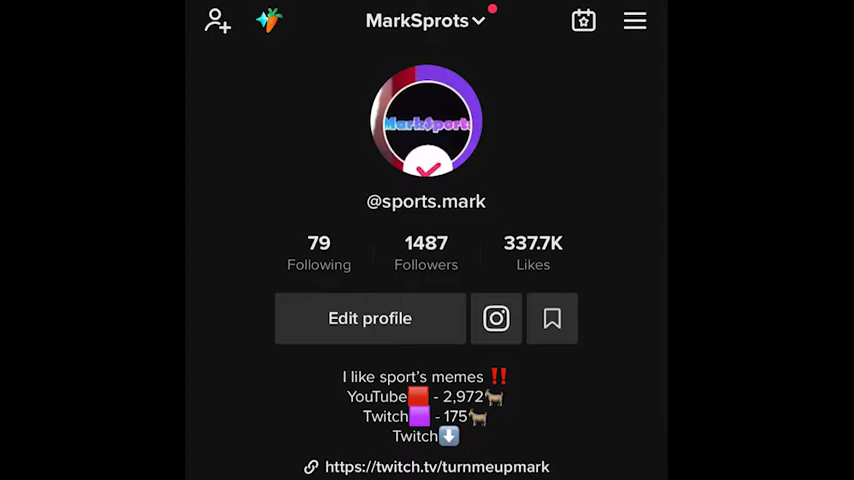 MarkSprots
MarkSports
@sports.mark
79 1487 337.7K
Following Followers Likes
Edit profile
I like sport's memes ‼️
YouTube🟥 - 2,972🐐
Twitch🟪 - 175🐐
Twitch⬇️
https://twitch.tv/turnmeupmark